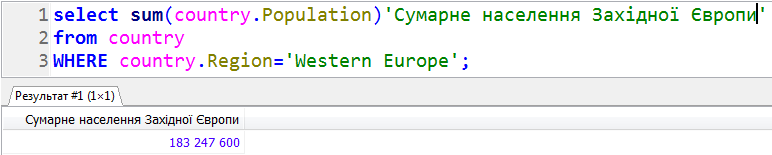 1 select sum(country.Population)'Сумарне населення Західної Європи'
2 from country
3 WHERE country.Region='Western Europe';
Результат #1 (1×1)
Сумарне населення Західної Європи
183 247 600